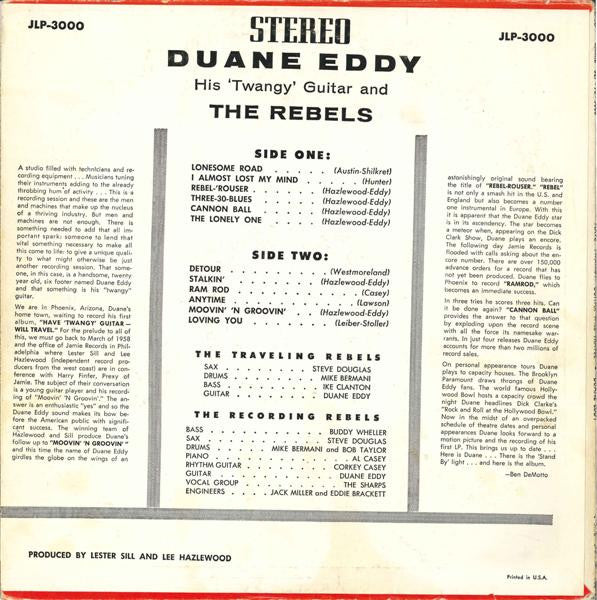 JLP-3000
STEREO
JLP-3000
DUANE EDDY
His 'Twangy' Guitar and
THE REBELS
A studio filled with technicians and re-
cording equipment . . . Musicians tuning
their instruments adding to the already
throbbing hum of activity . . . This is a
recording session and these are the men
and machines that make up the nucleus
of a thriving industry. But men and
machines are not enough. There is
something needed to add that all im-
portant spark; someone to lend that
vital something necessary to make all
this come to life: to give a unique quali-
ty to what might otherwise be just
another recording session. That some-
one, in this case, is a handsome, twenty
year old, six footer named Duane Eddy
and that something is his "twangy"
guitar.
We are in Phoenix, Arizona, Duane's
home town, waiting to record his first
album, "HAVE 'TWANGY' GUITAR—
WILL TRAVEL." For the prelude to all of
this, we must go back to March of 1958
and the office of Jamie Records in Phil-
adelphia where Lester Sill and Lee
Hazlewood (Independent record pro-
ducers from the west coast) are in con-
ference with Harry Finfer, Prexy of
Jamie. The subject of their conversation
is a young guitar player and his record-
ing of "Moovin' 'N Groovin'." The an-
swer is an enthusiastic "yes" and so the
Duane Eddy sound makes its bow be-
fore the American public with signifi-
cant success. The winning team of
Hazlewood and Sill produce Duane's
follow up to "MOOVIN' 'N GROOVIN'"
and this time the name of Duane Eddy
girdles the globe on the wings of an
SIDE ONE:
LONESOME ROAD . . . . . (Austin-Shilkret)
I ALMOST LOST MY MIND . . . . . (Hunter)
REBEL-'ROUSER . . . . . . (Hazlewood-Eddy)
THREE-30-BLUES . . . . . (Hazlewood-Eddy)
CANNON BALL . . . . . . (Hazlewood-Eddy)
THE LONELY ONE . . . . . (Hazlewood-Eddy)
SIDE TWO:
DETOUR . . . . . . . . (Westmoreland)
STALKIN' . . . . . . . (Hazlewood-Eddy)
RAM ROD . . . . . . . . . . (Casey)
ANYTIME . . . . . . . . . . (Lawson)
MOOVIN' 'N GROOVIN' . . . (Hazlewood-Eddy)
LOVING YOU . . . . . . . (Leiber-Stoller)
THE TRAVELING REBELS
SAX . . . . . . . . STEVE DOUGLAS
DRUMS . . . . . . . . MIKE BERMANI
BASS . . . . . . . . . IKE CLANTON
GUITAR . . . . . . . . DUANE EDDY
THE RECORDING REBELS
BASS . . . . . . . . . . BUDDY WHELLER
SAX . . . . . . . . . . STEVE DOUGLAS
DRUMS . . . . . MIKE BERMANI and BOB TAYLOR
PIANO . . . . . . . . . . . AL CASEY
RHYTHM GUITAR . . . . . . . CORKEY CASEY
GUITAR . . . . . . . . . . DUANE EDDY
VOCAL GROUP . . . . . . . . THE SHARPS
ENGINEERS . . . . JACK MILLER and EDDIE BRACKETT
astonishingly original sound bearing
the title of "REBEL-ROUSER." "REBEL"
is not only a smash hit in the U.S. and
England but also becomes a number
one instrumental in Europe. With this
it is apparent that the Duane Eddy star
is in its ascendency. The star becomes
a meteor when, appearing on the Dick
Clark Show, Duane plays an encore.
The following day Jamie Records is
flooded with calls asking about the en-
core number. There are over 150,000
advance orders for a record that has
not yet been produced. Duane flies to
Phoenix to record "RAMROD," which
becomes an immediate success.
In three tries he scores three hits. Can
it be done again? "CANNON BALL"
provides the answer to that question
by exploding upon the record scene
with all the force its namesake war-
rants. In just four releases Duane Eddy
accounts for more than two millions of
record sales.
On personal appearance tours Duane
plays to capacity houses. The Brooklyn
Paramount draws throngs of Duane
Eddy fans. The world famous Holly-
wood Bowl hosts a capacity crowd the
night Duane headlines Dick Clarke's
"Rock and Roll at the Hollywood Bowl."
Now in the midst of an overpacked
schedule of theatre dates and personal
appearances Duane looks forward to a
motion picture and the recording of his
first LP. This brings us up to date . . .
Here is Duane . . . There is the 'Stand
By' light . . . and here is the album.
—Ben DeMotto
PRODUCED BY LESTER SILL AND LEE HAZLEWOOD
Printed in U.S.A.